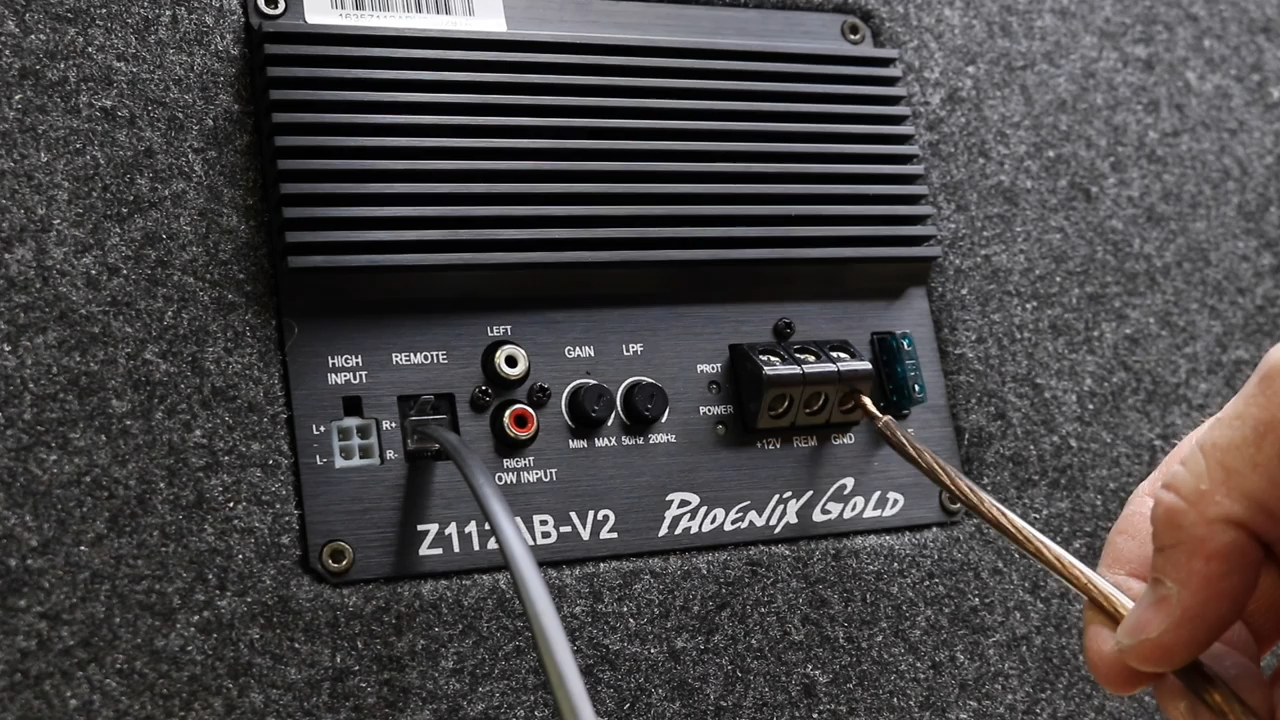 LEFT
HIGH
INPUT
REMOTE
GAIN
LPF
L+
R+
L-
R-
MIN
MAX
50Hz
200Hz
RIGHT
OW INPUT
PROT
POWER
+12V
REM
GND
Z112AB-V2
PHOENIX GOLD